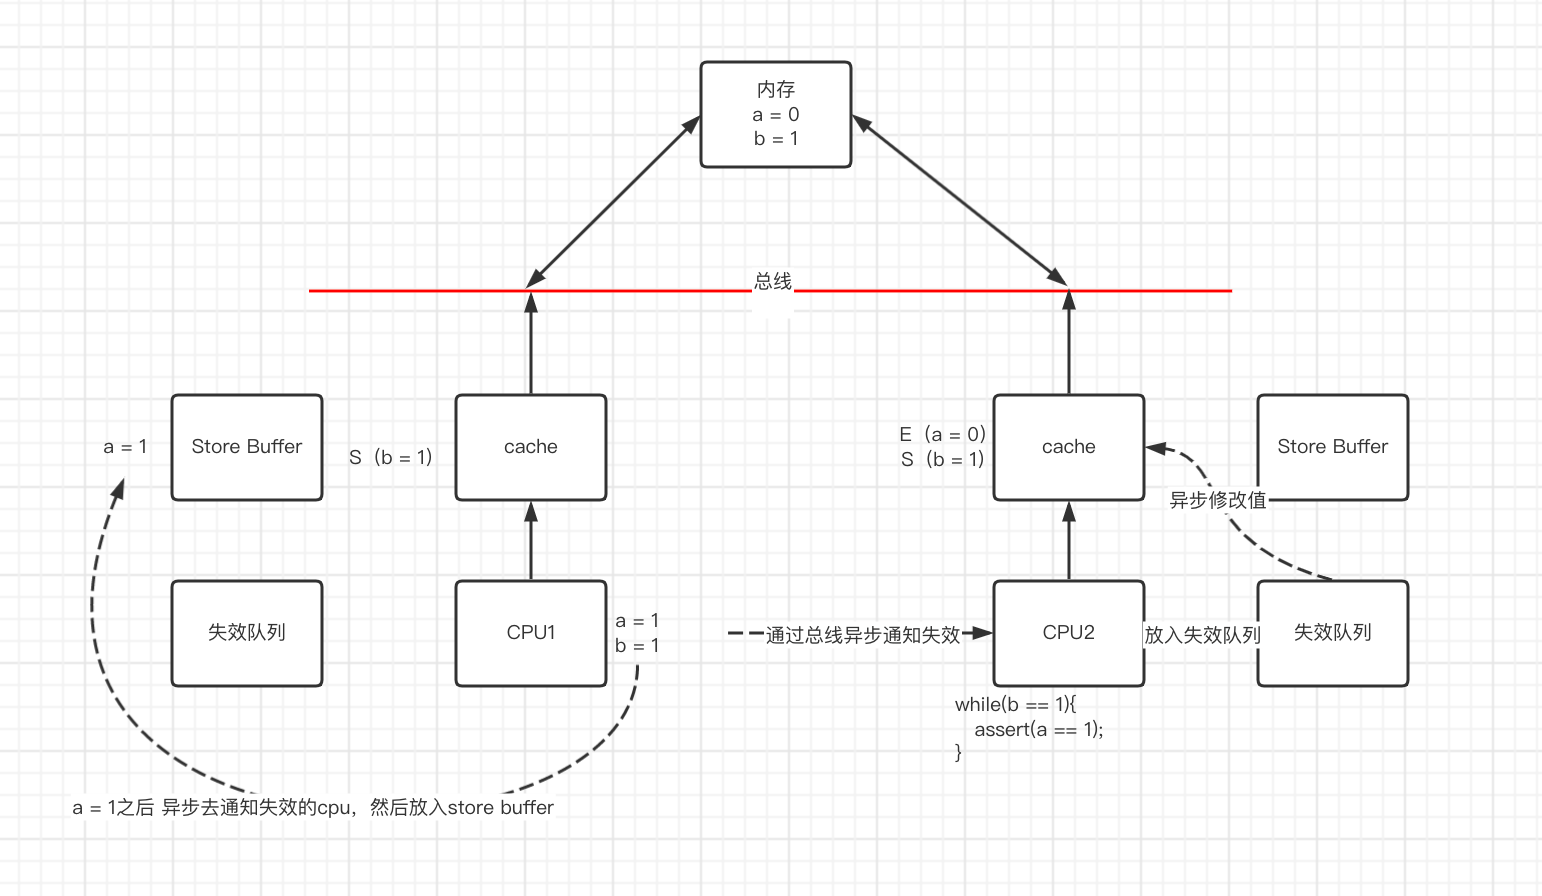 内存
a = 0
b = 1
总线
a = 1
Store Buffer
S（b = 1）
cache
E（a = 0）
S（b = 1）
cache
Store Buffer
异步修改值
失效队列
CPU1
a = 1
b = 1
通过总线异步通知失效
CPU2
放入失效队列
失效队列
while(b == 1){
assert(a == 1);
}
a = 1之后 异步去通知失效的cpu，然后放入store buffer